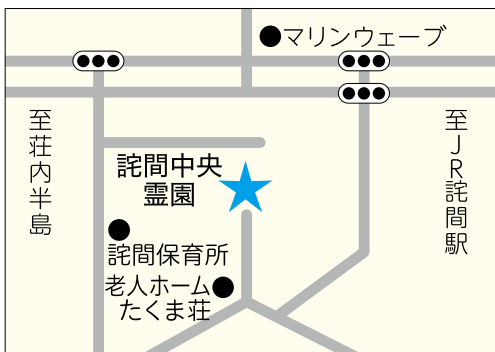 マリンウェーブ
至荘内半島
至JR詫間駅
詫間中央
霊園
詫間保育所
老人ホーム
たくま荘